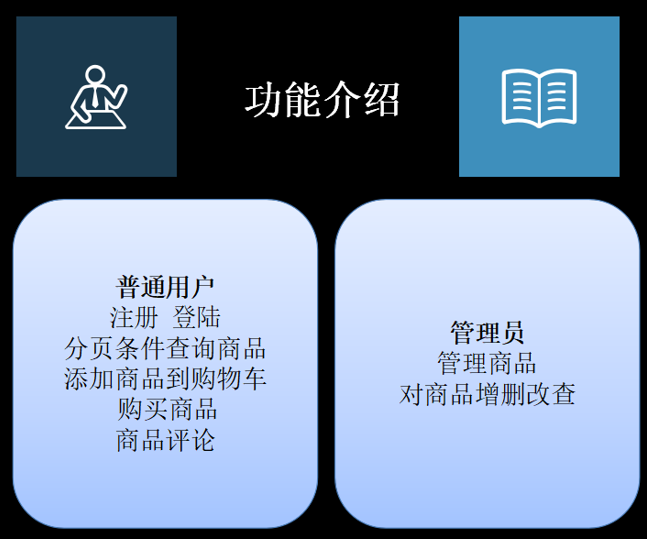 功能介绍
普通用户
注册 登陆
分页条件查询商品
添加商品到购物车
购买商品
商品评论
管理员
管理商品
对商品增删改查